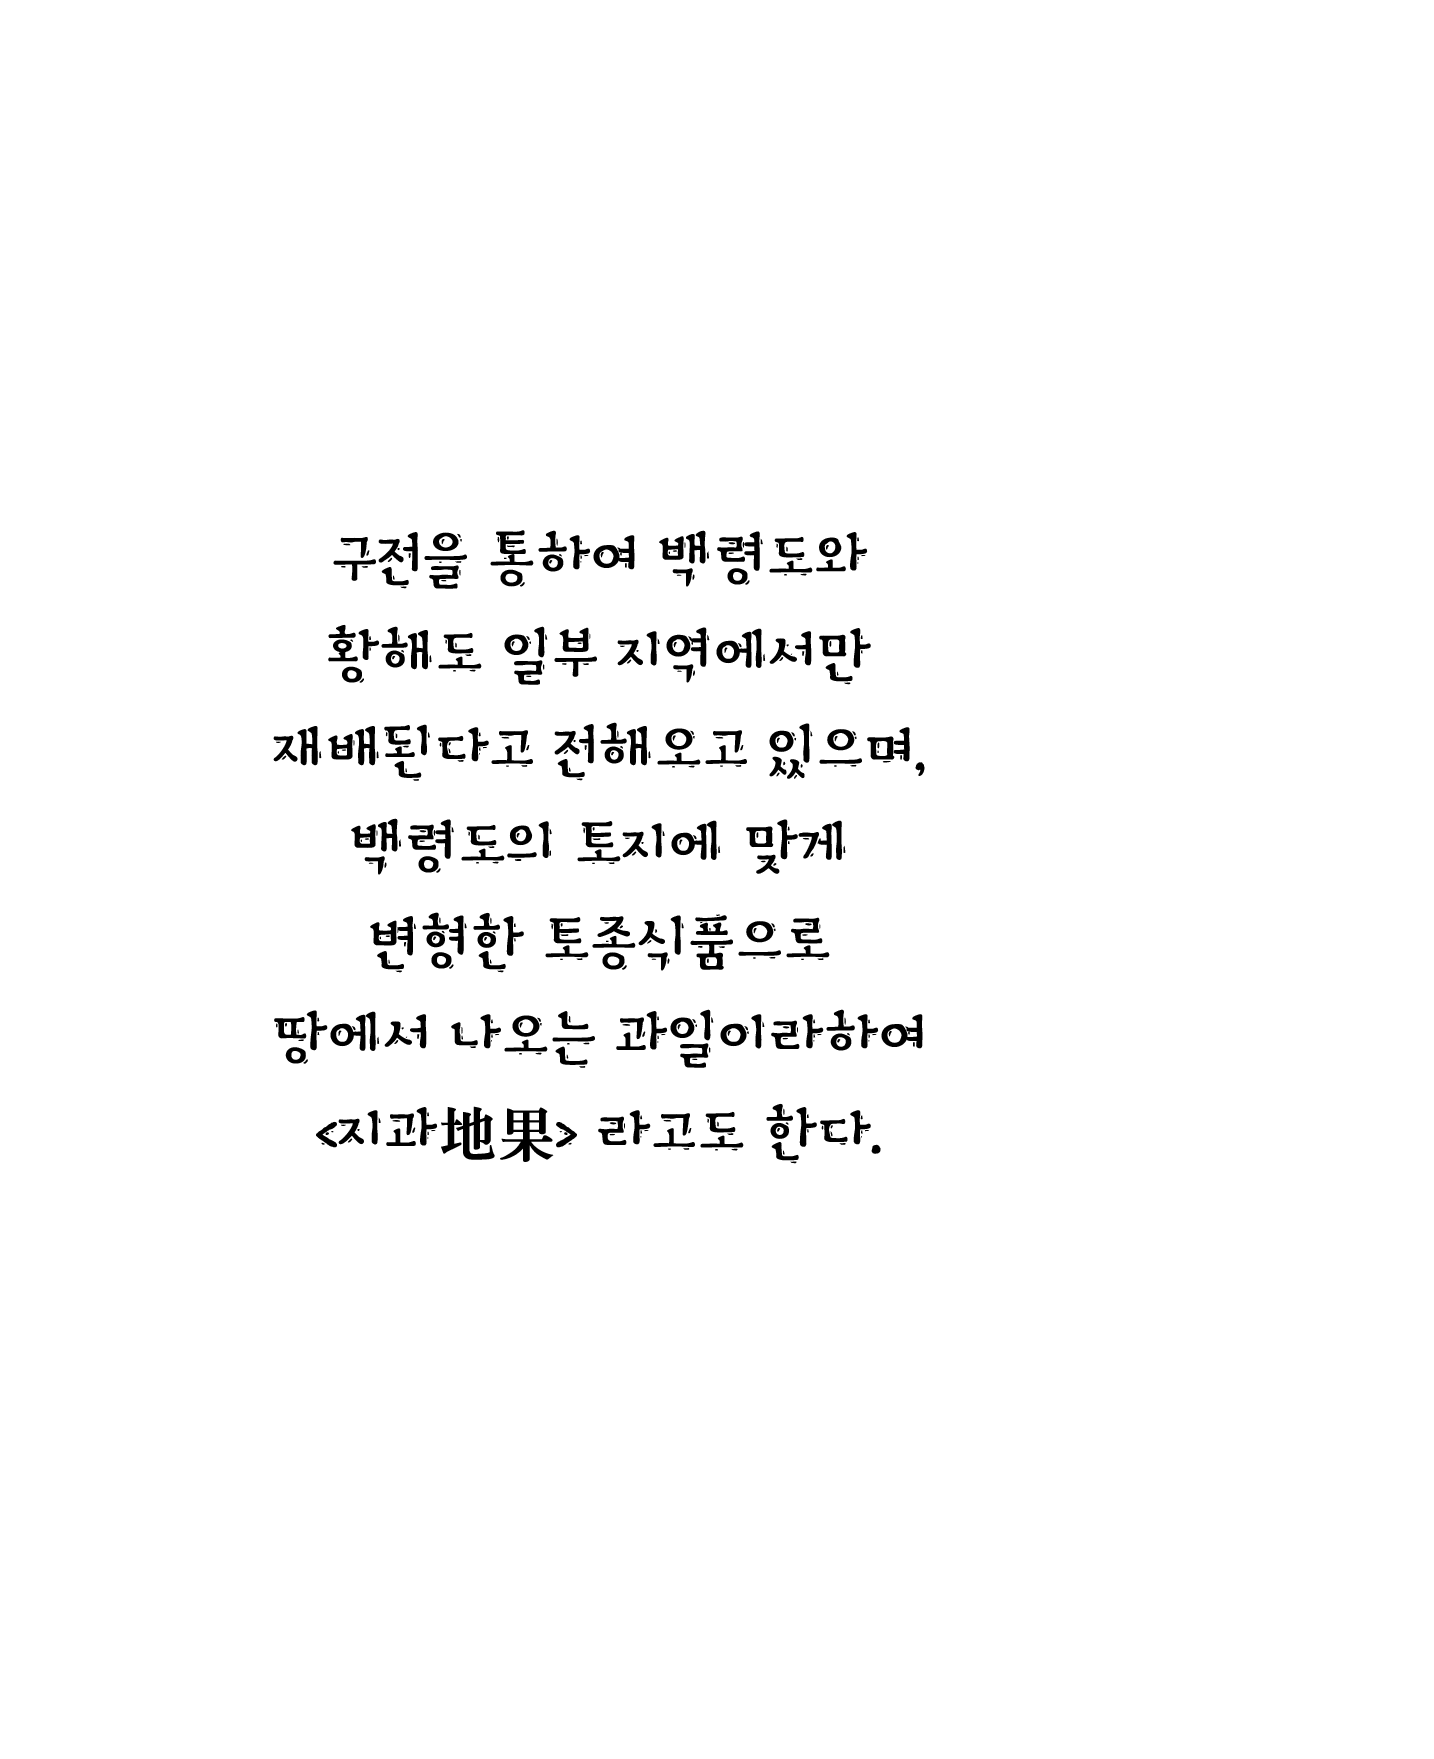 구전을 통하여 백령도와
황해도 일부 지역에서만
재배된다고 전해오고 있으며,
백령도의 토지에 맞게
변형한 토종식품으로
땅에서 나오는 과일이라하여
<지과地果> 라고도 한다.